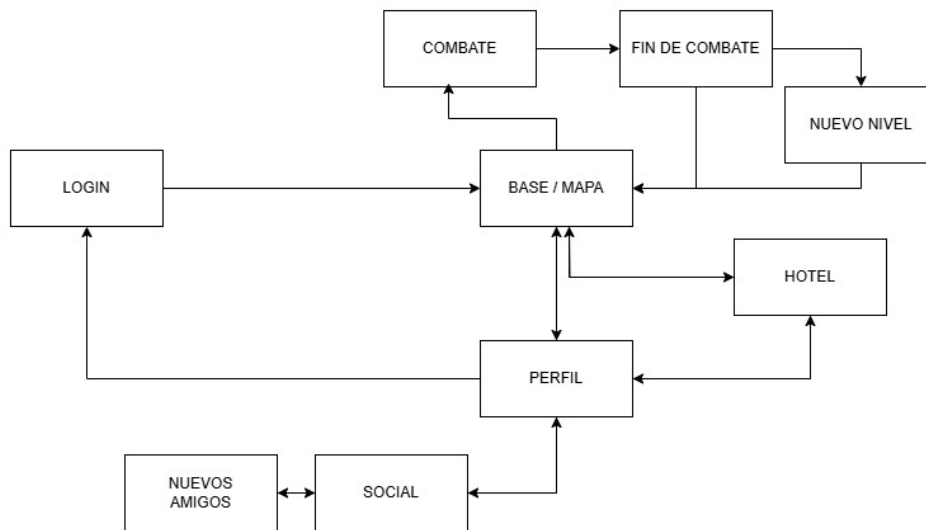 COMBATE
FIN DE COMBATE
NUEVO NIVEL
LOGIN
BASE / MAPA
HOTEL
PERFIL
NUEVOS
AMIGOS
SOCIAL